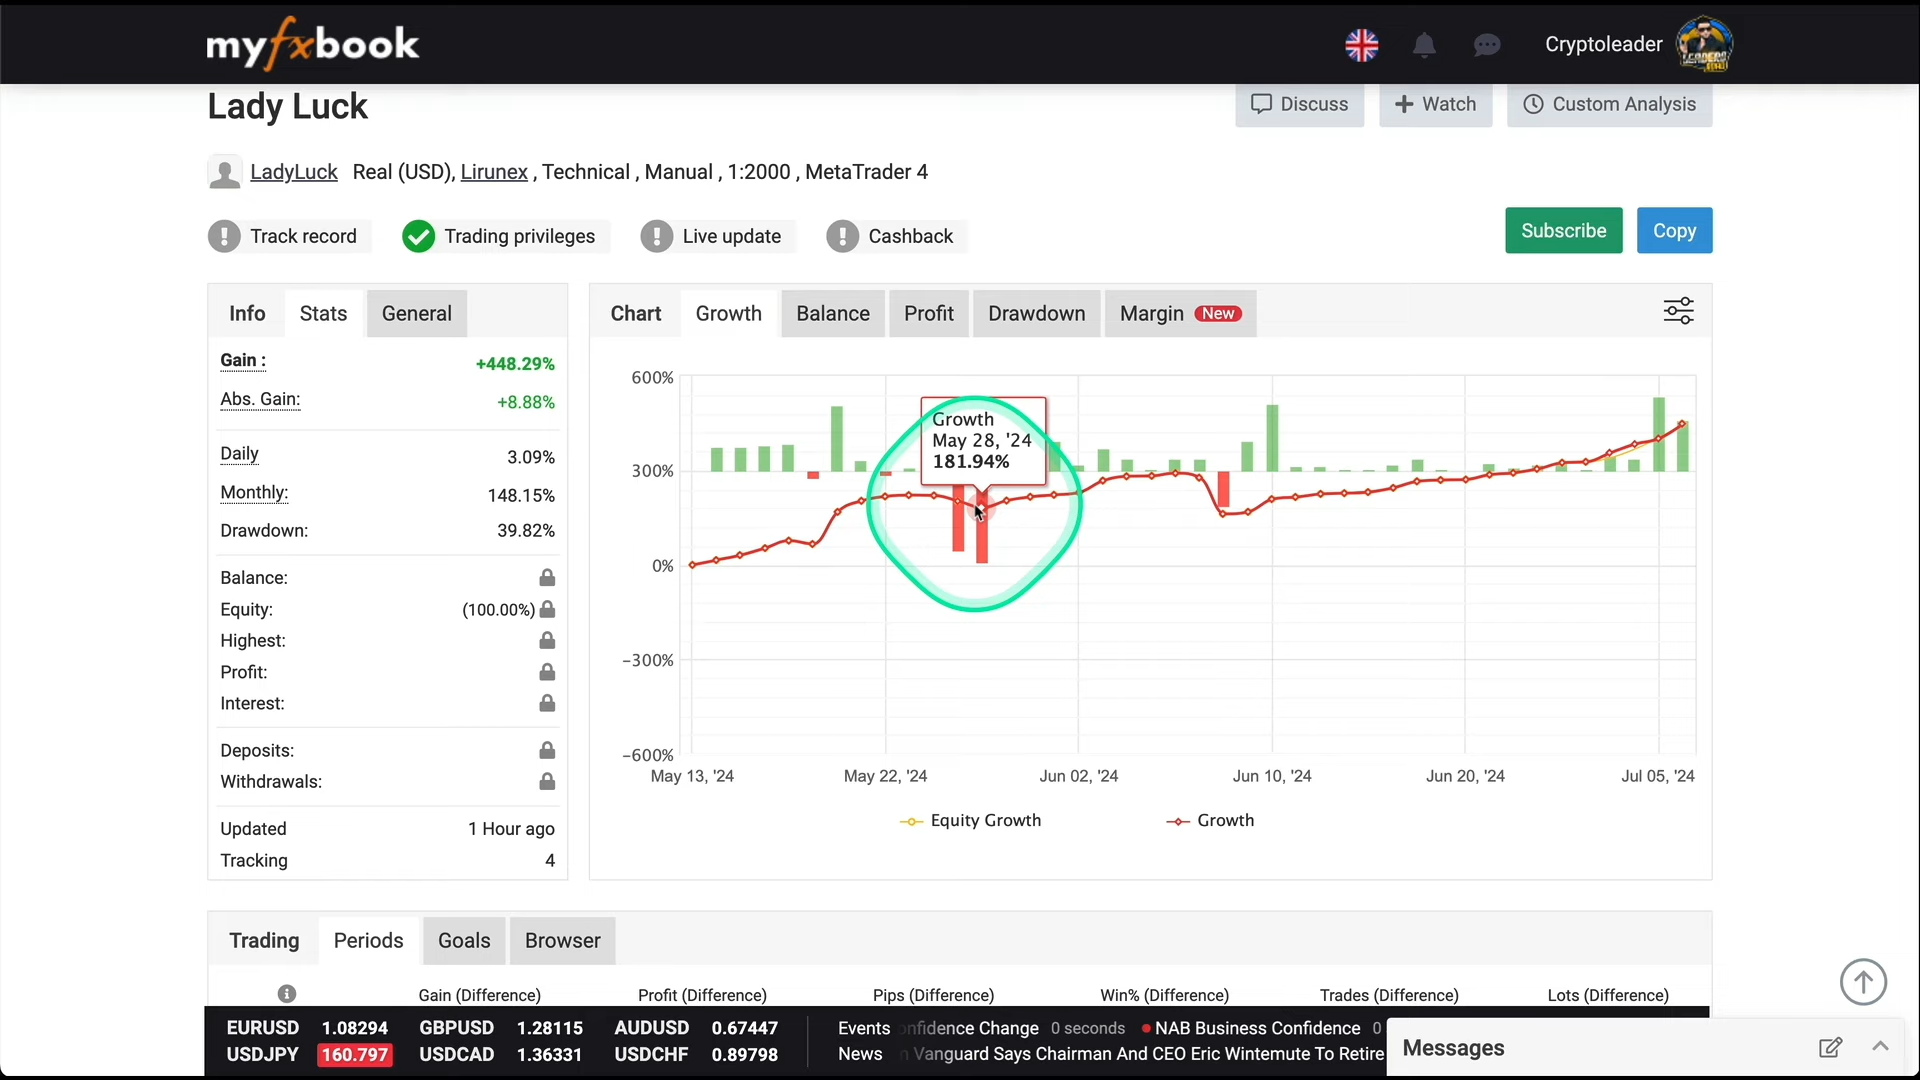 myfxbook
Cryptoleader
Lady Luck
Discuss
Watch
Custom Analysis
LadyLuck Real (USD), Lirunex , Technical , Manual , 1:2000 , MetaTrader 4
Track record
Trading privileges
Live update
Cashback
Subscribe
Copy
Info Stats General
Gain : +448.29%
Abs. Gain: +8.88%
Daily 3.09%
Monthly: 148.15%
Drawdown: 39.82%
Balance:
Equity: (100.00%)
Highest:
Profit:
Interest:
Deposits:
Withdrawals:
Updated 1 Hour ago
Tracking 4
Chart Growth Balance Profit Drawdown Margin New
600%
300%
0%
−300%
−600%
Growth
May 28, '24
181.94%
May 13, '24 May 22, '24 Jun 02, '24 Jun 10, '24 Jun 20, '24 Jul 05, '24
Equity Growth Growth
Trading Periods Goals Browser
Gain (Difference) Profit (Difference) Pips (Difference) Win% (Difference) Trades (Difference) Lots (Difference)
EURUSD 1.08294 GBPUSD 1.28115 AUDUSD 0.67447
USDJPY 160.797 USDCAD 1.36331 USDCHF 0.89798
Events onfidence Change 0 seconds NAB Business Confidence 0
News n Vanguard Says Chairman And CEO Eric Wintemute To Retire
Messages